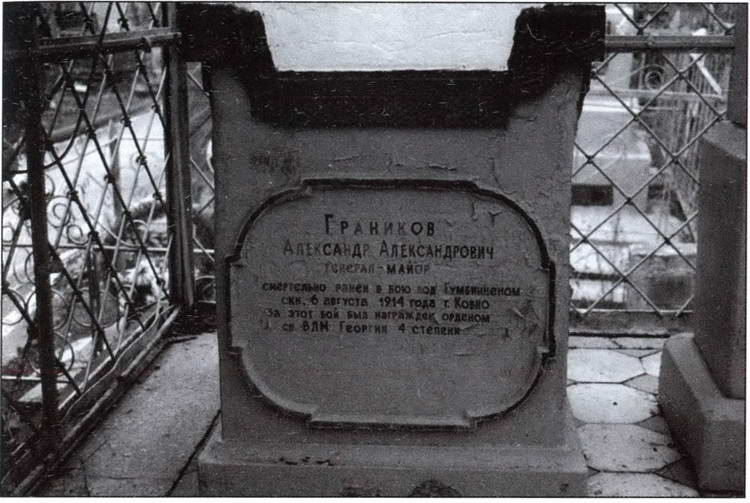 Граников
Александр Александрович
генерал-майор
смертельно ранен в бою под Гумбинненом
скн. 6 августа 1914 года г. Ковно
За этот бой был награжден орденом
св ВЛМ Георгия 4 степени